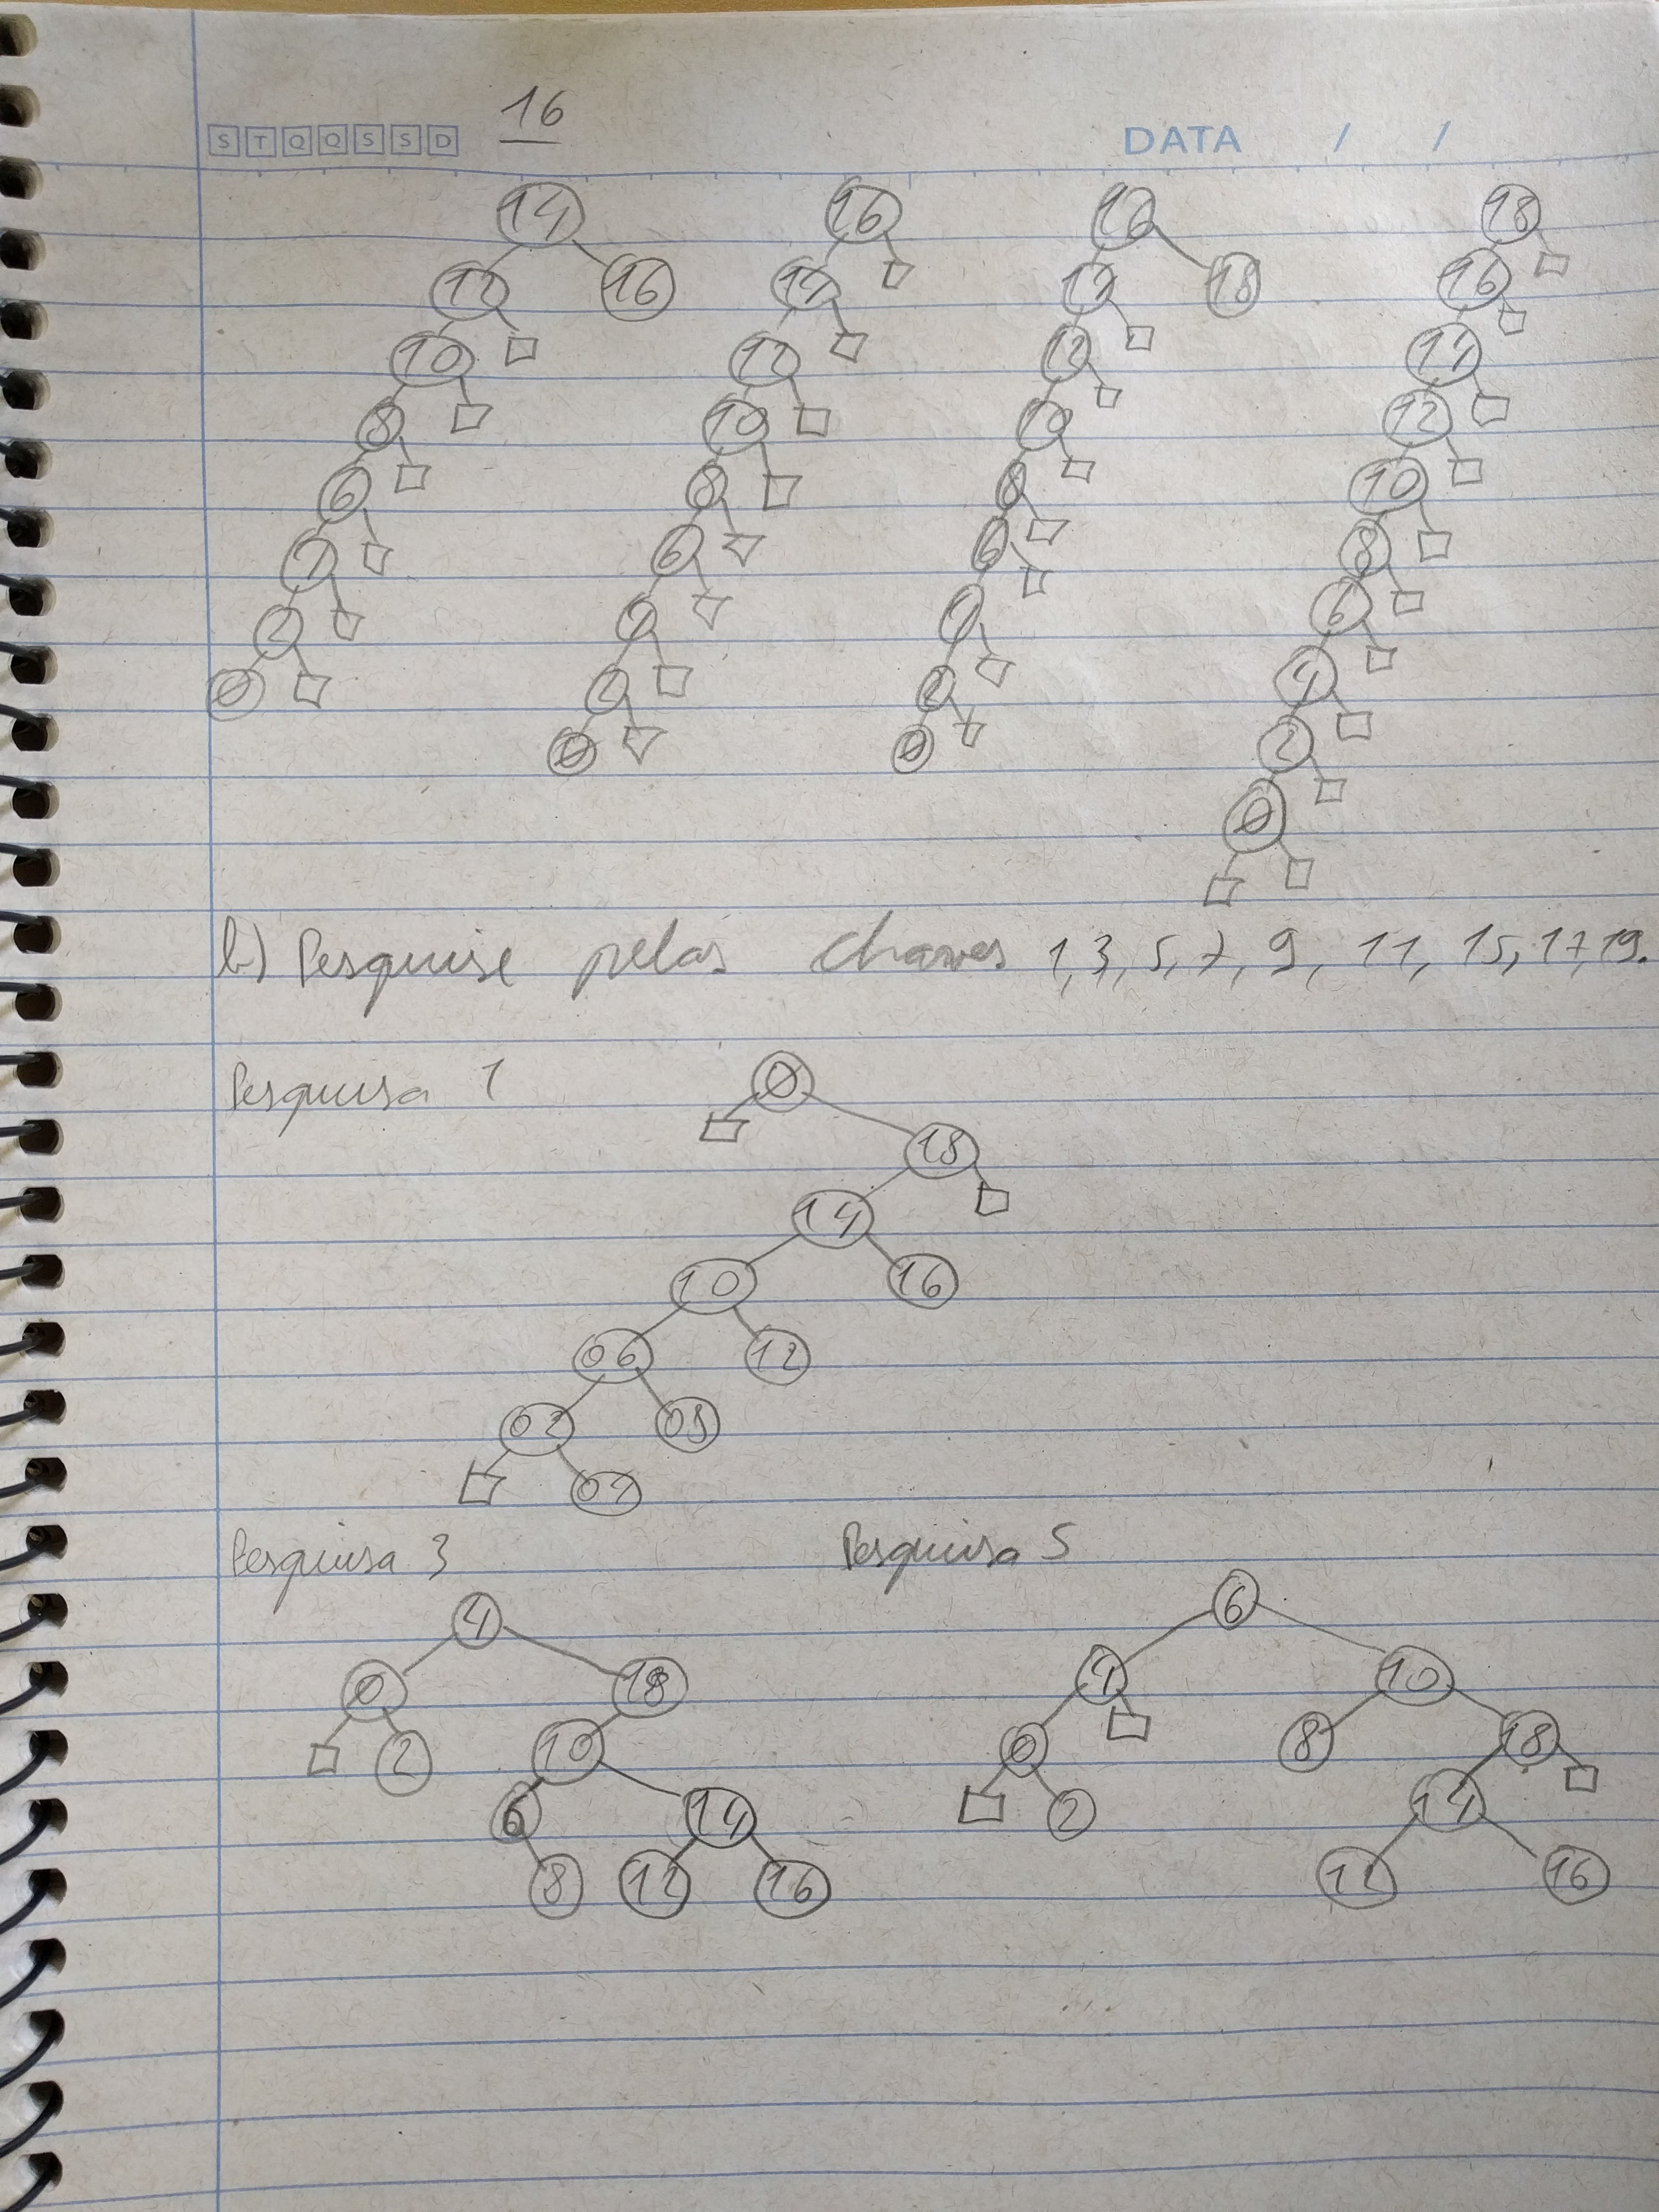 16
S T Q Q S S D DATA / /
14 16 16 18
12 16 14 14 18 16
10 12 12 14
8 10 10 12
6 8 8 10
4 6 6 8
2 4 4 6
0 2 2 4
0 0 2
0
b) Pesquise pelas chaves 1, 3, 5, 7, 9, 11, 15, 17, 19.
Pesquisa 1
0
18
14
10 16
06 12
02 08
04
Pesquisa 3 Pesquisa 5
4 6
0 18 4 10
2 10 0 8 18
6 14 2 14
8 12 16 12 16